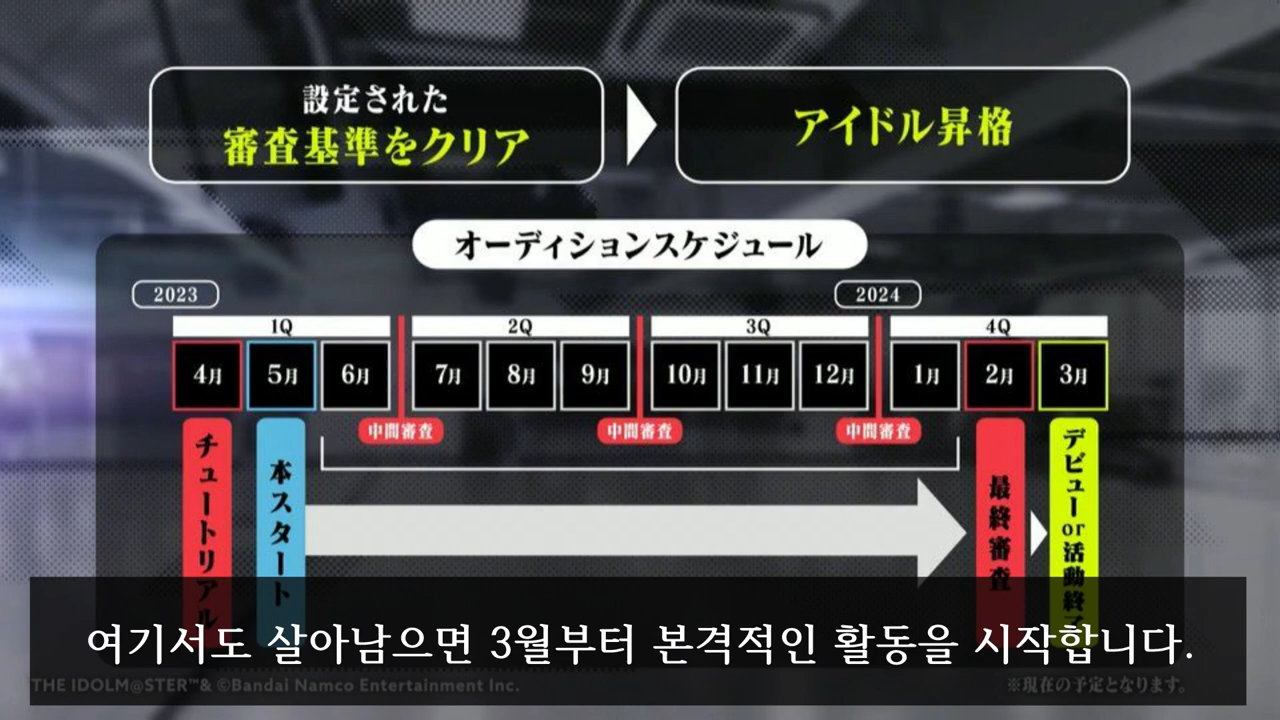 設定された
審査基準をクリア
アイドル昇格
オーディションスケジュール
2023
2024
1Q
2Q
3Q
4Q
4月
5月
6月
7月
8月
9月
10月
11月
12月
1月
2月
3月
中間審査
中間審査
中間審査
チュートリアル
本スタート
最終審査
デビューor活動終了
여기서도 살아남으면 3월부터 본격적인 활동을 시작합니다.
THE IDOLM@STER™& ©Bandai Namco Entertainment Inc.
※現在の予定となります。